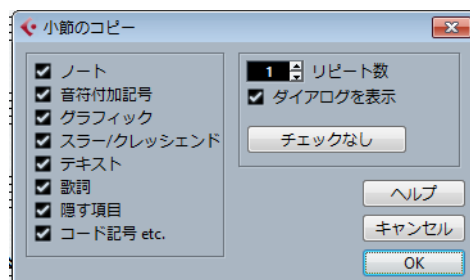 小節のコピー
ノート
音符付加記号
グラフィック
スラー/クレッシェンド
テキスト
歌詞
隠す項目
コード記号 etc.
1 リピート数
ダイアログを表示
チェックなし
ヘルプ
キャンセル
OK